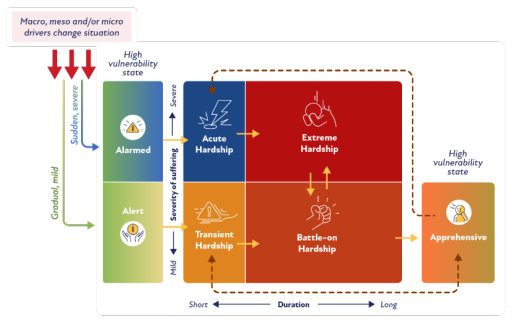 Macro, meso and/or micro
drivers change situation
High
vulnerability
state
Gradual, mild
Sudden, severe
Alarmed
Alert
Severe
Severity of suffering
Mild
Acute
Hardship
Extreme
Hardship
Transient
Hardship
Battle-on
Hardship
High
vulnerability
state
Apprehensive
Short
Duration
Long